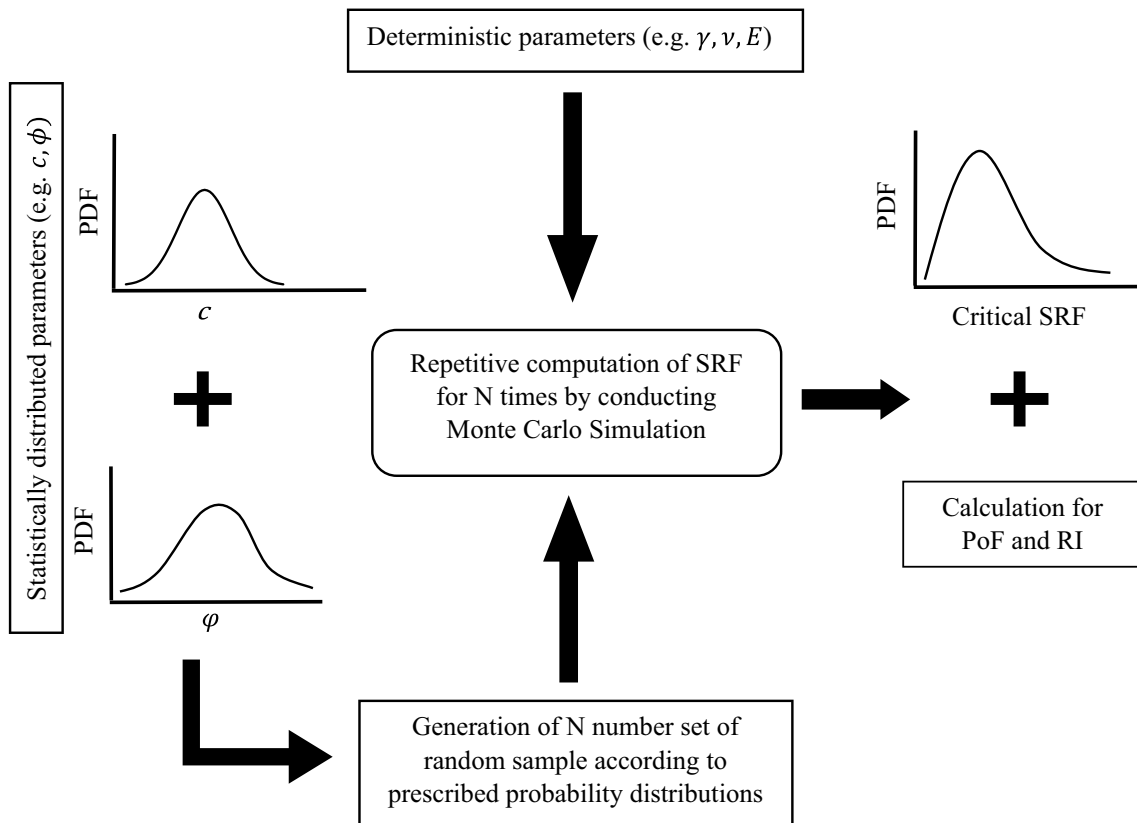 Deterministic parameters (e.g. 𝛾, 𝜈, 𝐸)
Statistically distributed parameters (e.g. 𝑐, 𝜙)
PDF
𝑐
PDF
𝜑
Generation of N number set of
random sample according to
prescribed probability distributions
Repetitive computation of SRF
for N times by conducting
Monte Carlo Simulation
PDF
Critical SRF
Calculation for
PoF and RI